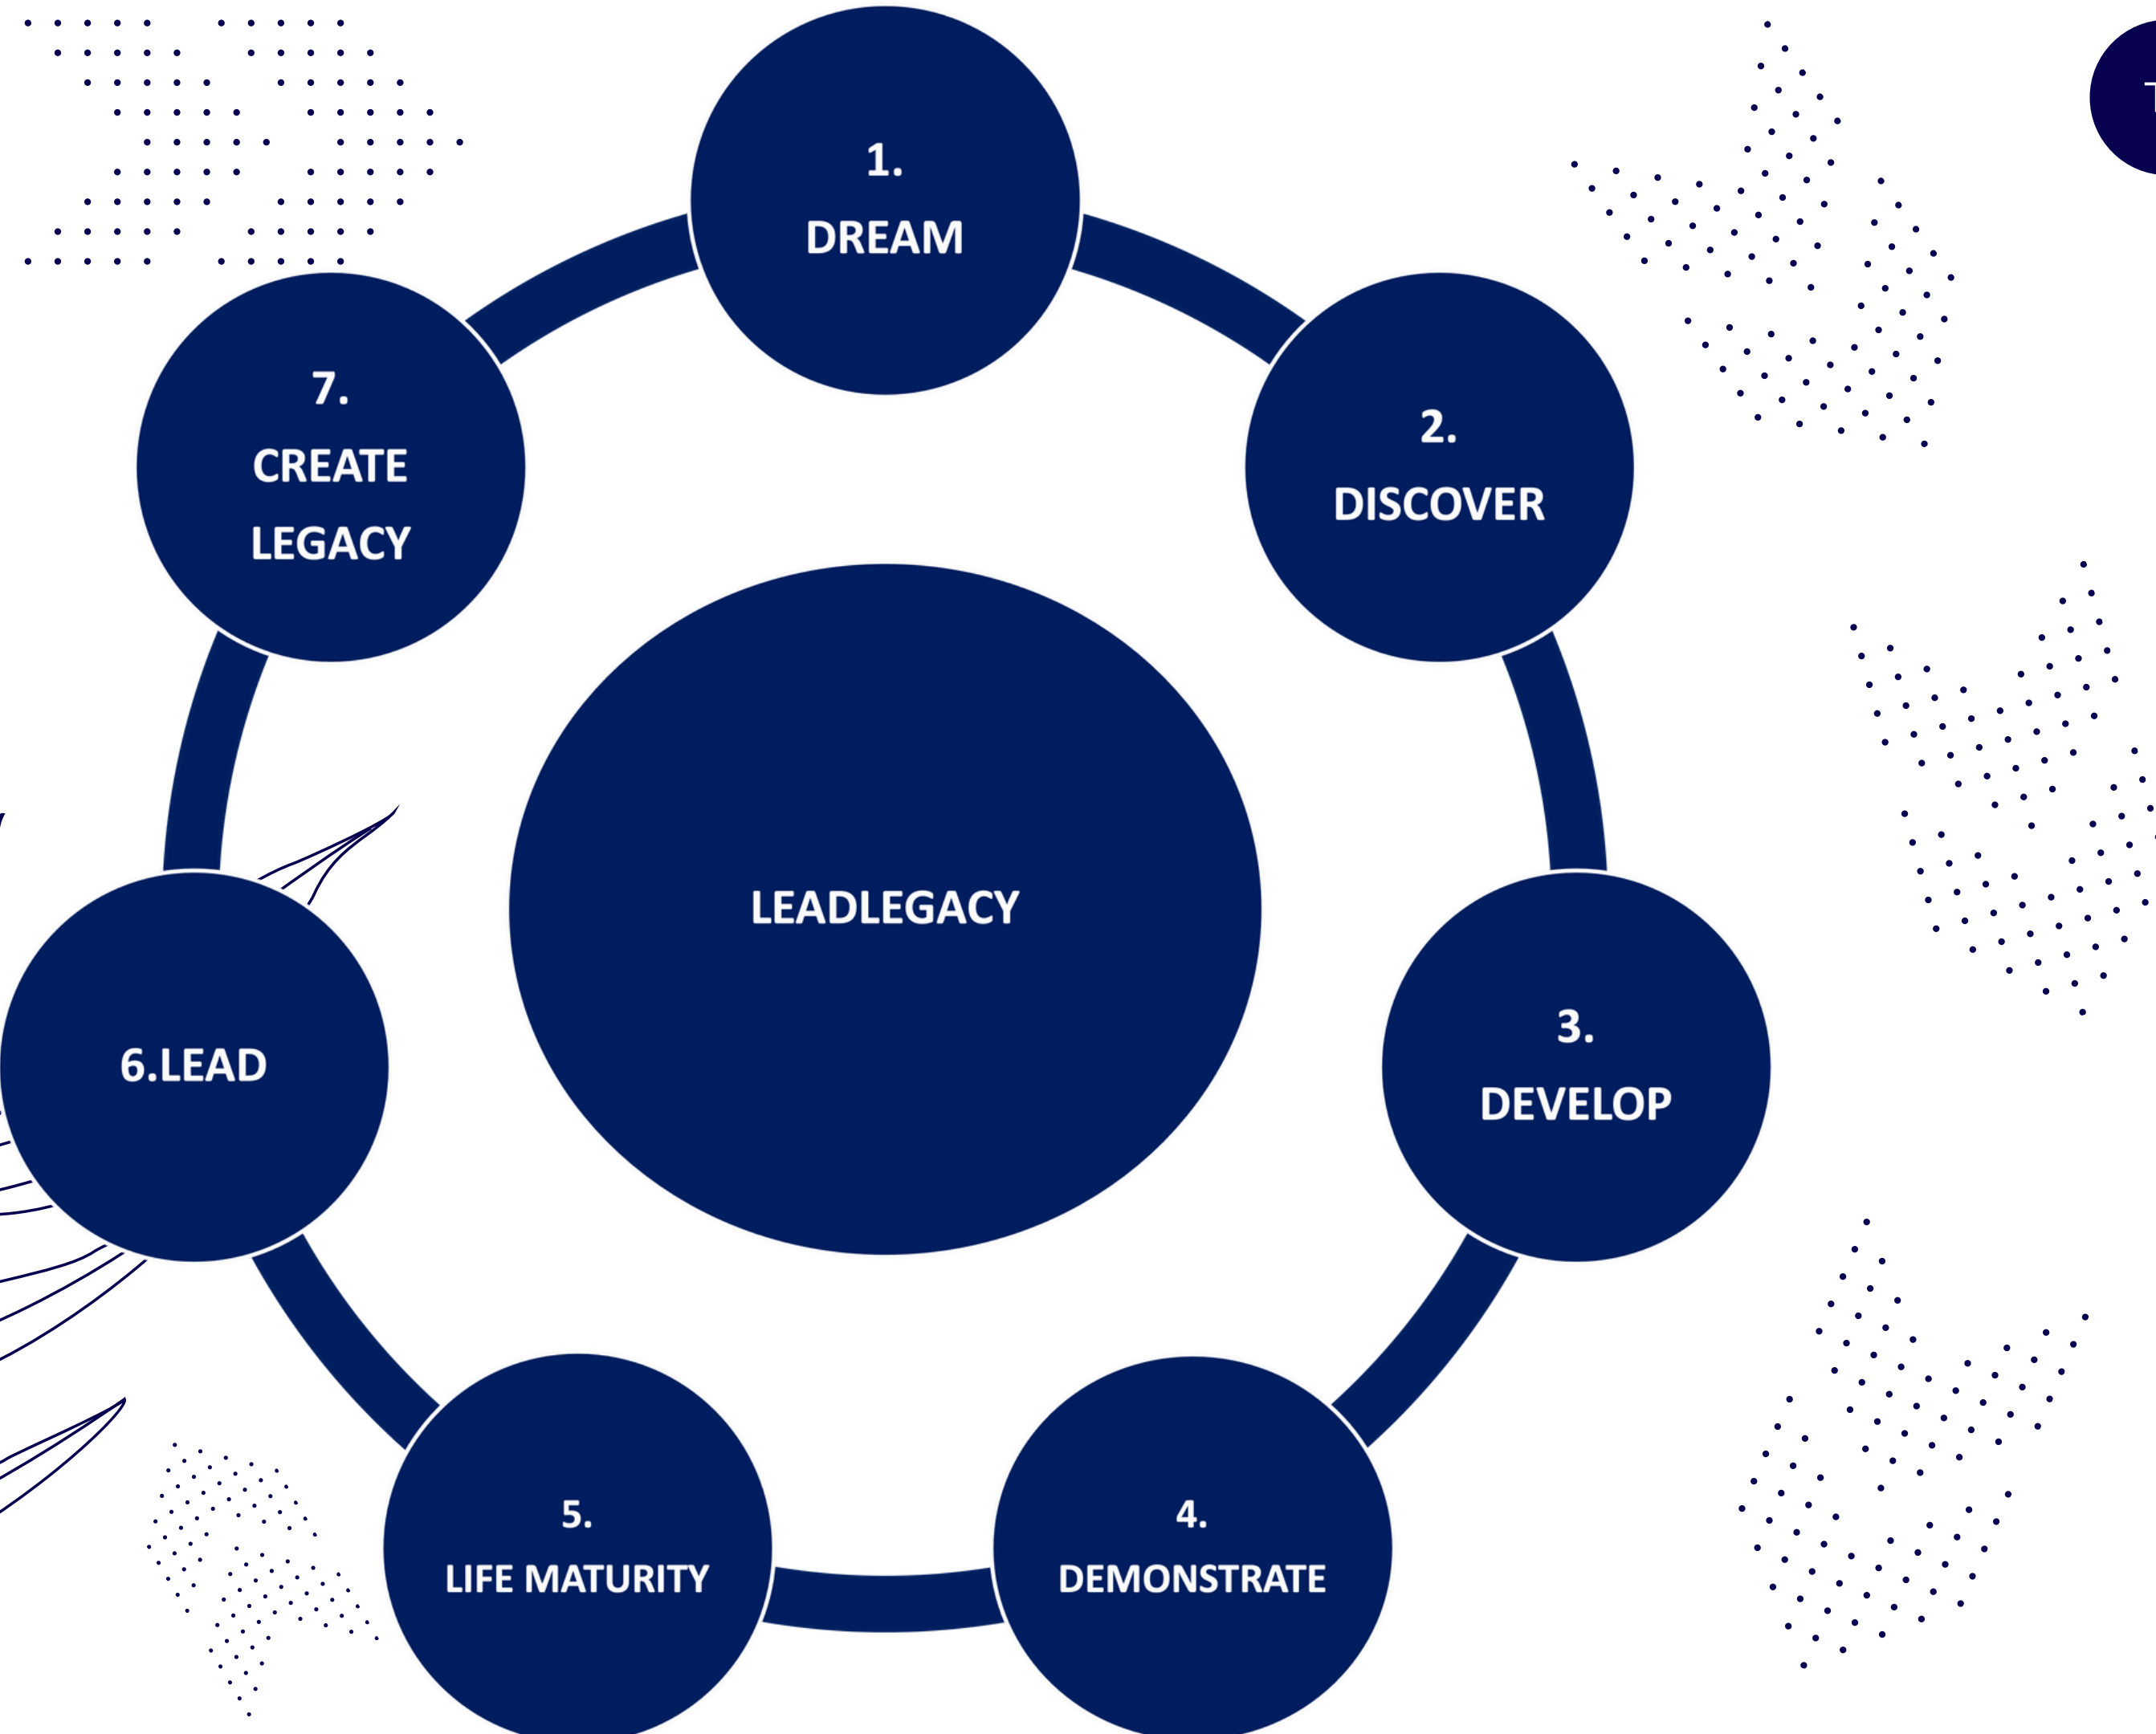 1.
DREAM
2.
DISCOVER
3.
DEVELOP
4.
DEMONSTRATE
5.
LIFE MATURITY
6.LEAD
7.
CREATE
LEGACY
LEADLEGACY